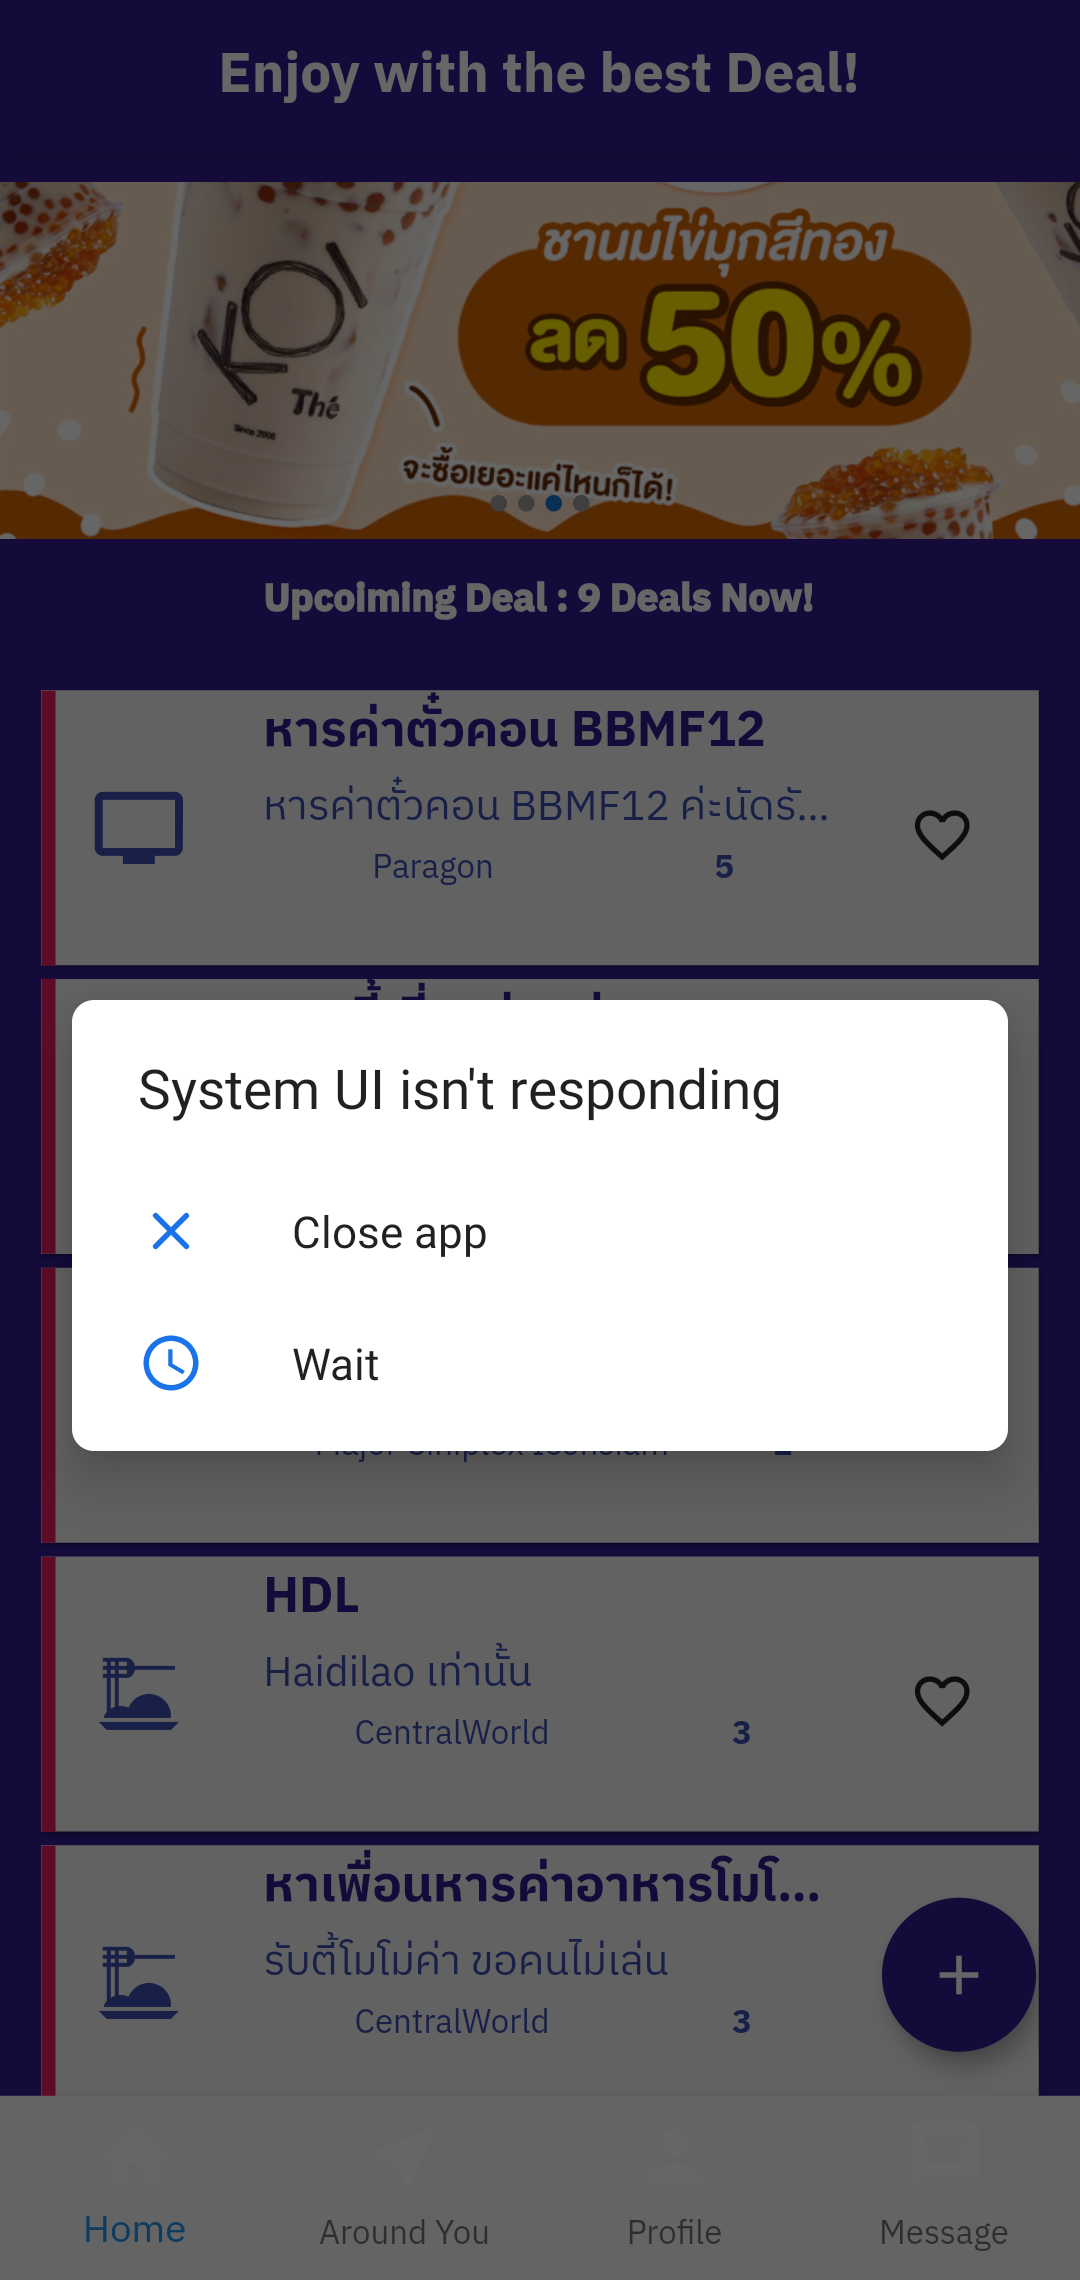 Enjoy with the best Deal!
KOI
Thé
Since 2006
ชานมไข่มุกสีทอง
ลด 50%
จะซื้อเยอะแค่ไหนก็ได้!
Upcoiming Deal : 9 Deals Now!
หารค่าตั๋วคอน BBMF12
หารค่าตั๋วคอน BBMF12 ค่ะนัดรั...
Paragon 5
System UI isn't responding
Close app
Wait
HDL
Haidilao เท่านั้น
CentralWorld 3
หาเพื่อนหารค่าอาหารโมโ...
รับตี้โมโม่ค่า ขอคนไม่เล่น
CentralWorld 3
Home Around You Profile Message